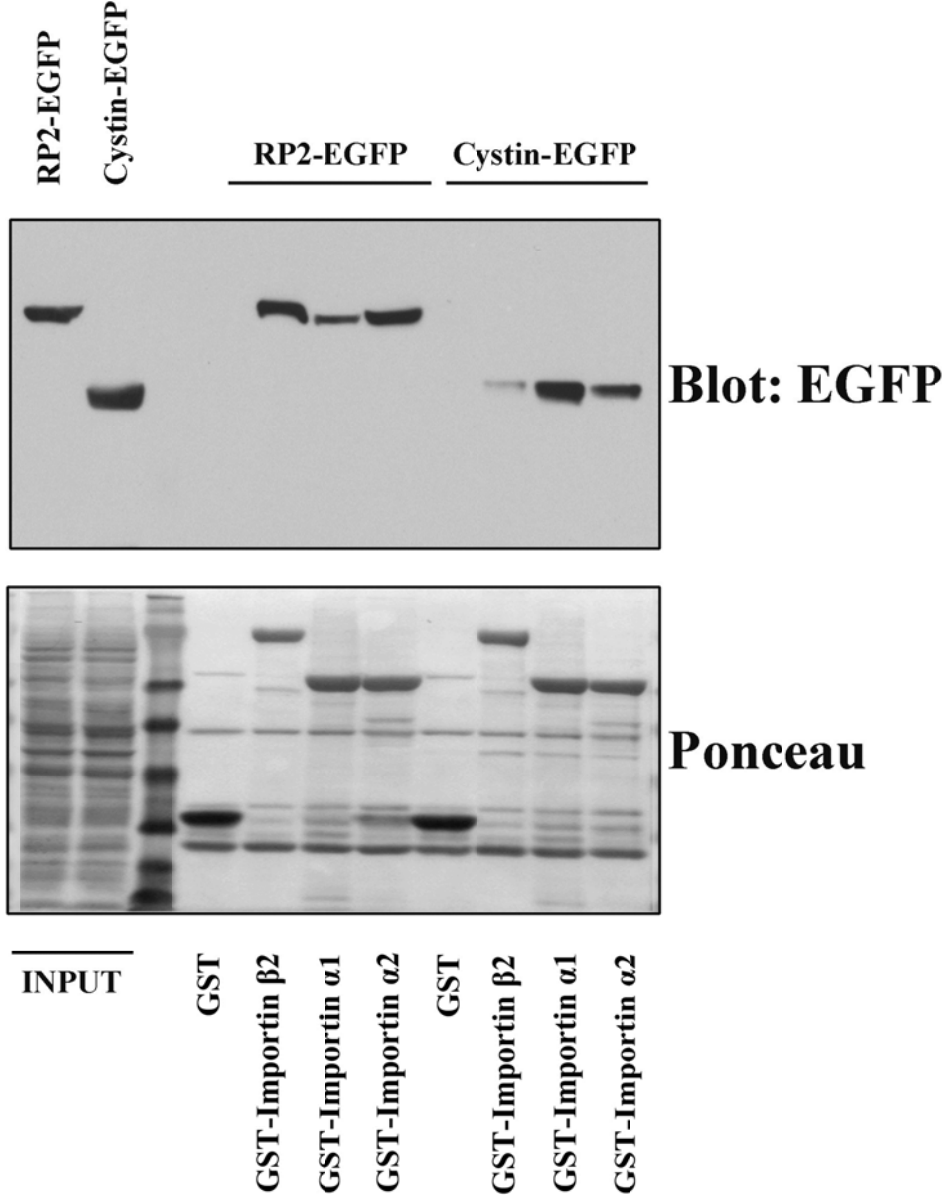 RP2-EGFP
Cystin-EGFP
RP2-EGFP
Cystin-EGFP
Blot: EGFP
Ponceau
INPUT
GST
GST-Importin β2
GST-Importin α1
GST-Importin α2
GST
GST-Importin β2
GST-Importin α1
GST-Importin α2